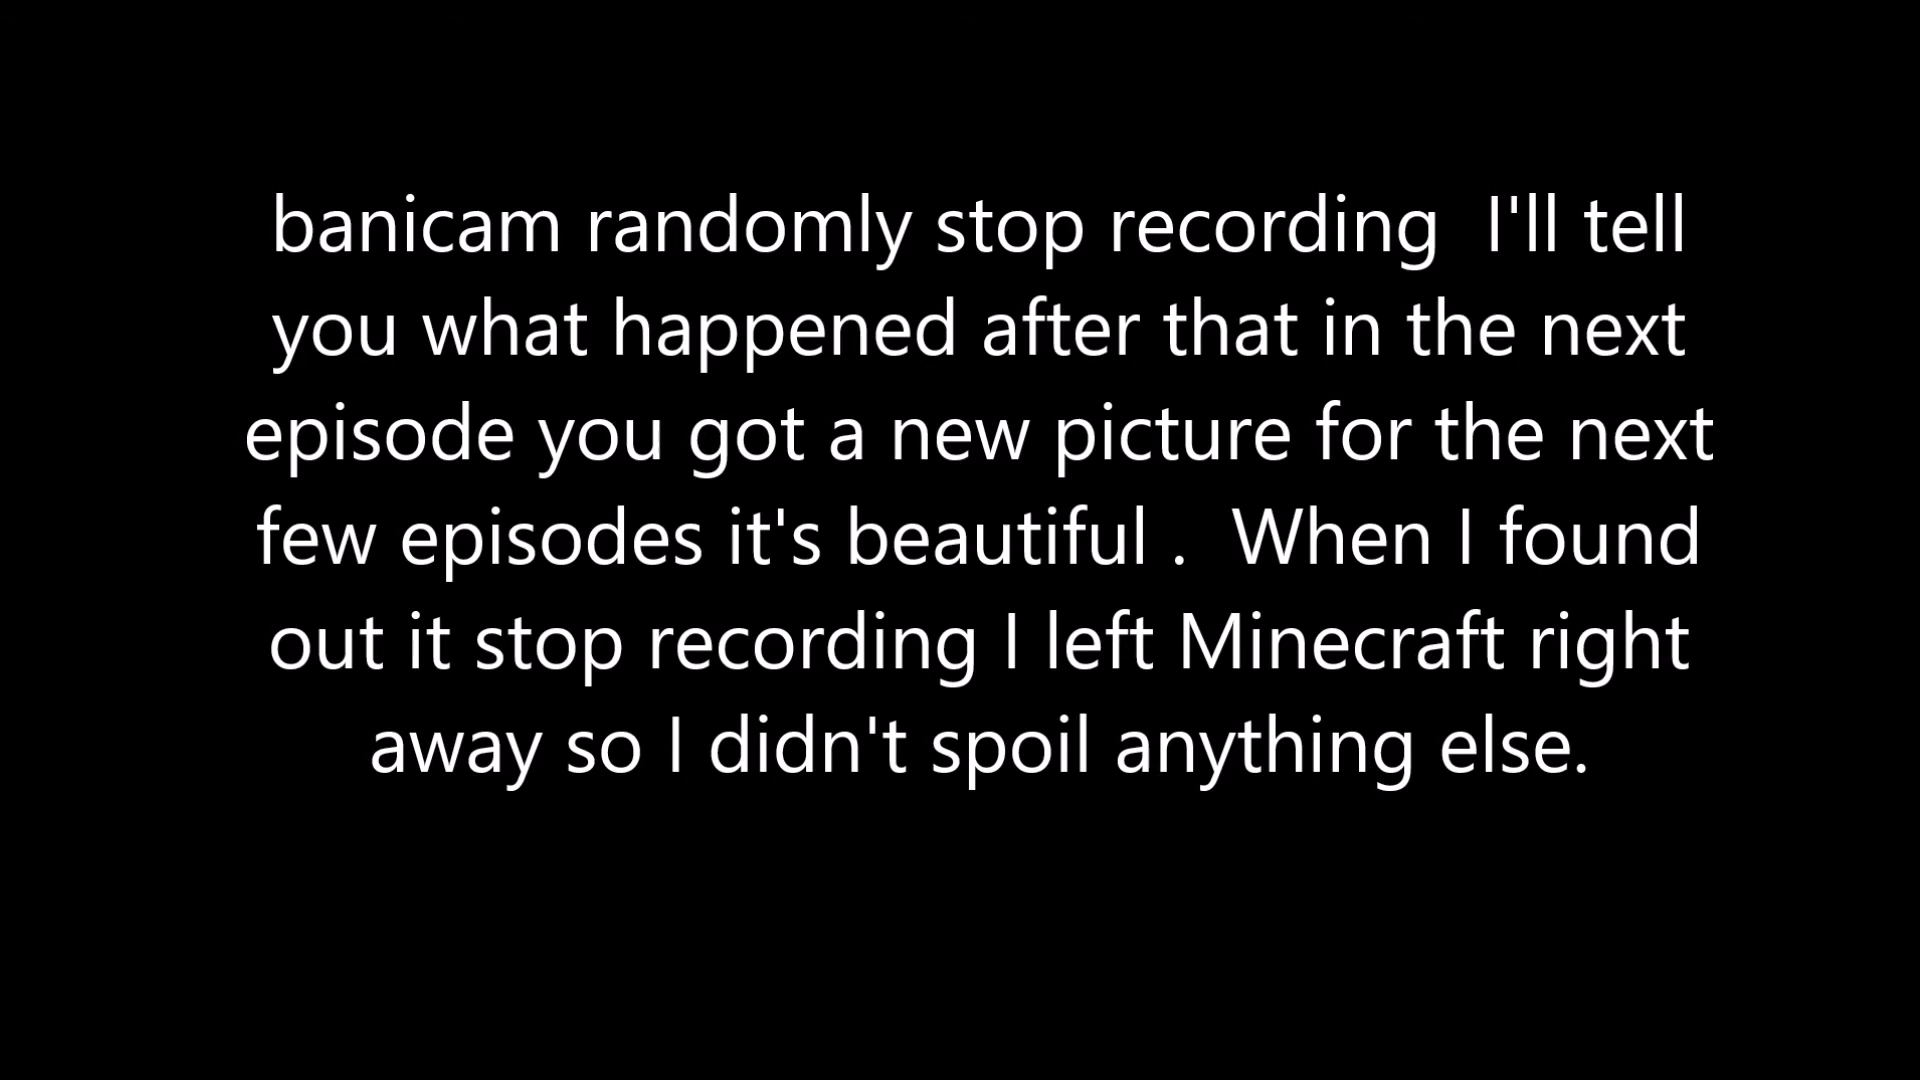 banicam randomly stop recording  I'll tell
you what happened after that in the next
episode you got a new picture for the next
few episodes it's beautiful .  When I found
out it stop recording I left Minecraft right
away so I didn't spoil anything else.